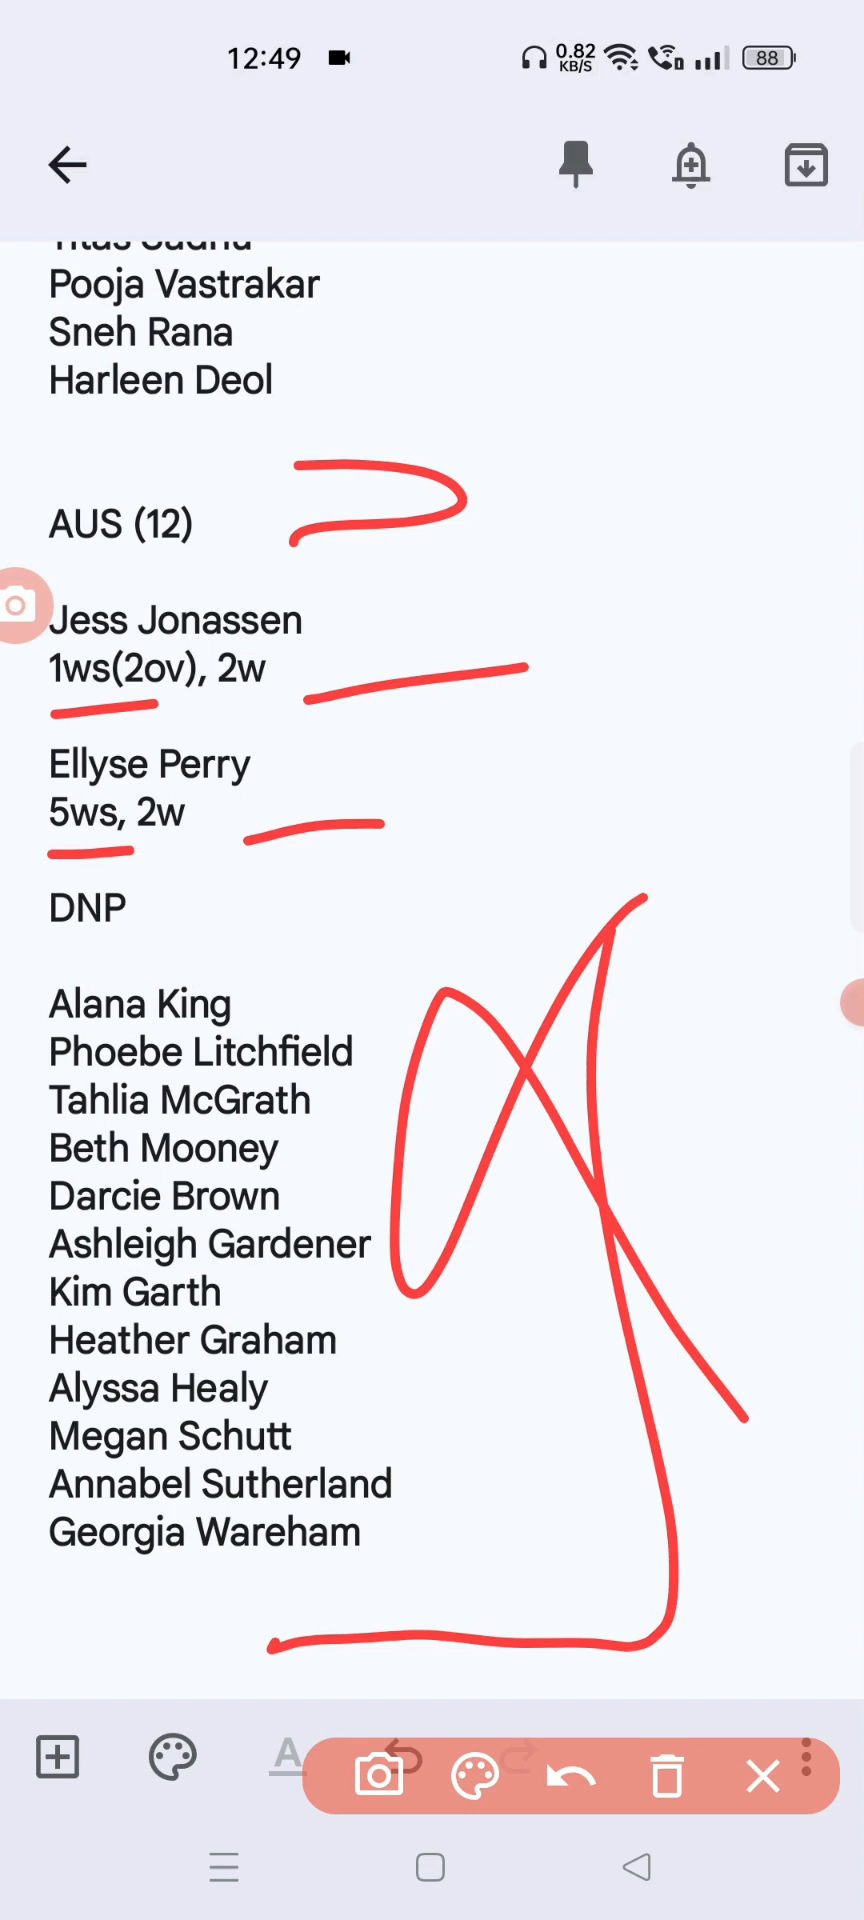 12:49
0.82
KB/S
88
Pooja Vastrakar
Sneh Rana
Harleen Deol
AUS (12)
Jess Jonassen
1ws(2ov), 2w
Ellyse Perry
5ws, 2w
DNP
Alana King
Phoebe Litchfield
Tahlia McGrath
Beth Mooney
Darcie Brown
Ashleigh Gardener
Kim Garth
Heather Graham
Alyssa Healy
Megan Schutt
Annabel Sutherland
Georgia Wareham